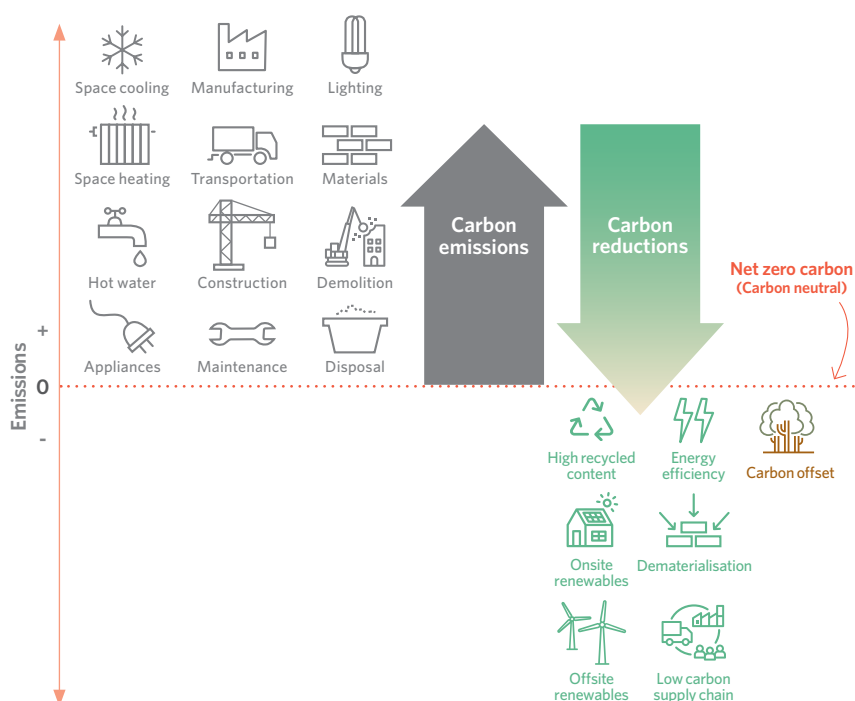 Space cooling
Manufacturing
Lighting
Space heating
Transportation
Materials
Hot water
Construction
Demolition
Appliances
Maintenance
Disposal
Carbon
emissions
Carbon
reductions
Net zero carbon
(Carbon neutral)
Emissions
+
0
-
High recycled
content
Energy
efficiency
Carbon offset
Onsite
renewables
Dematerialisation
Offsite
renewables
Low carbon
supply chain